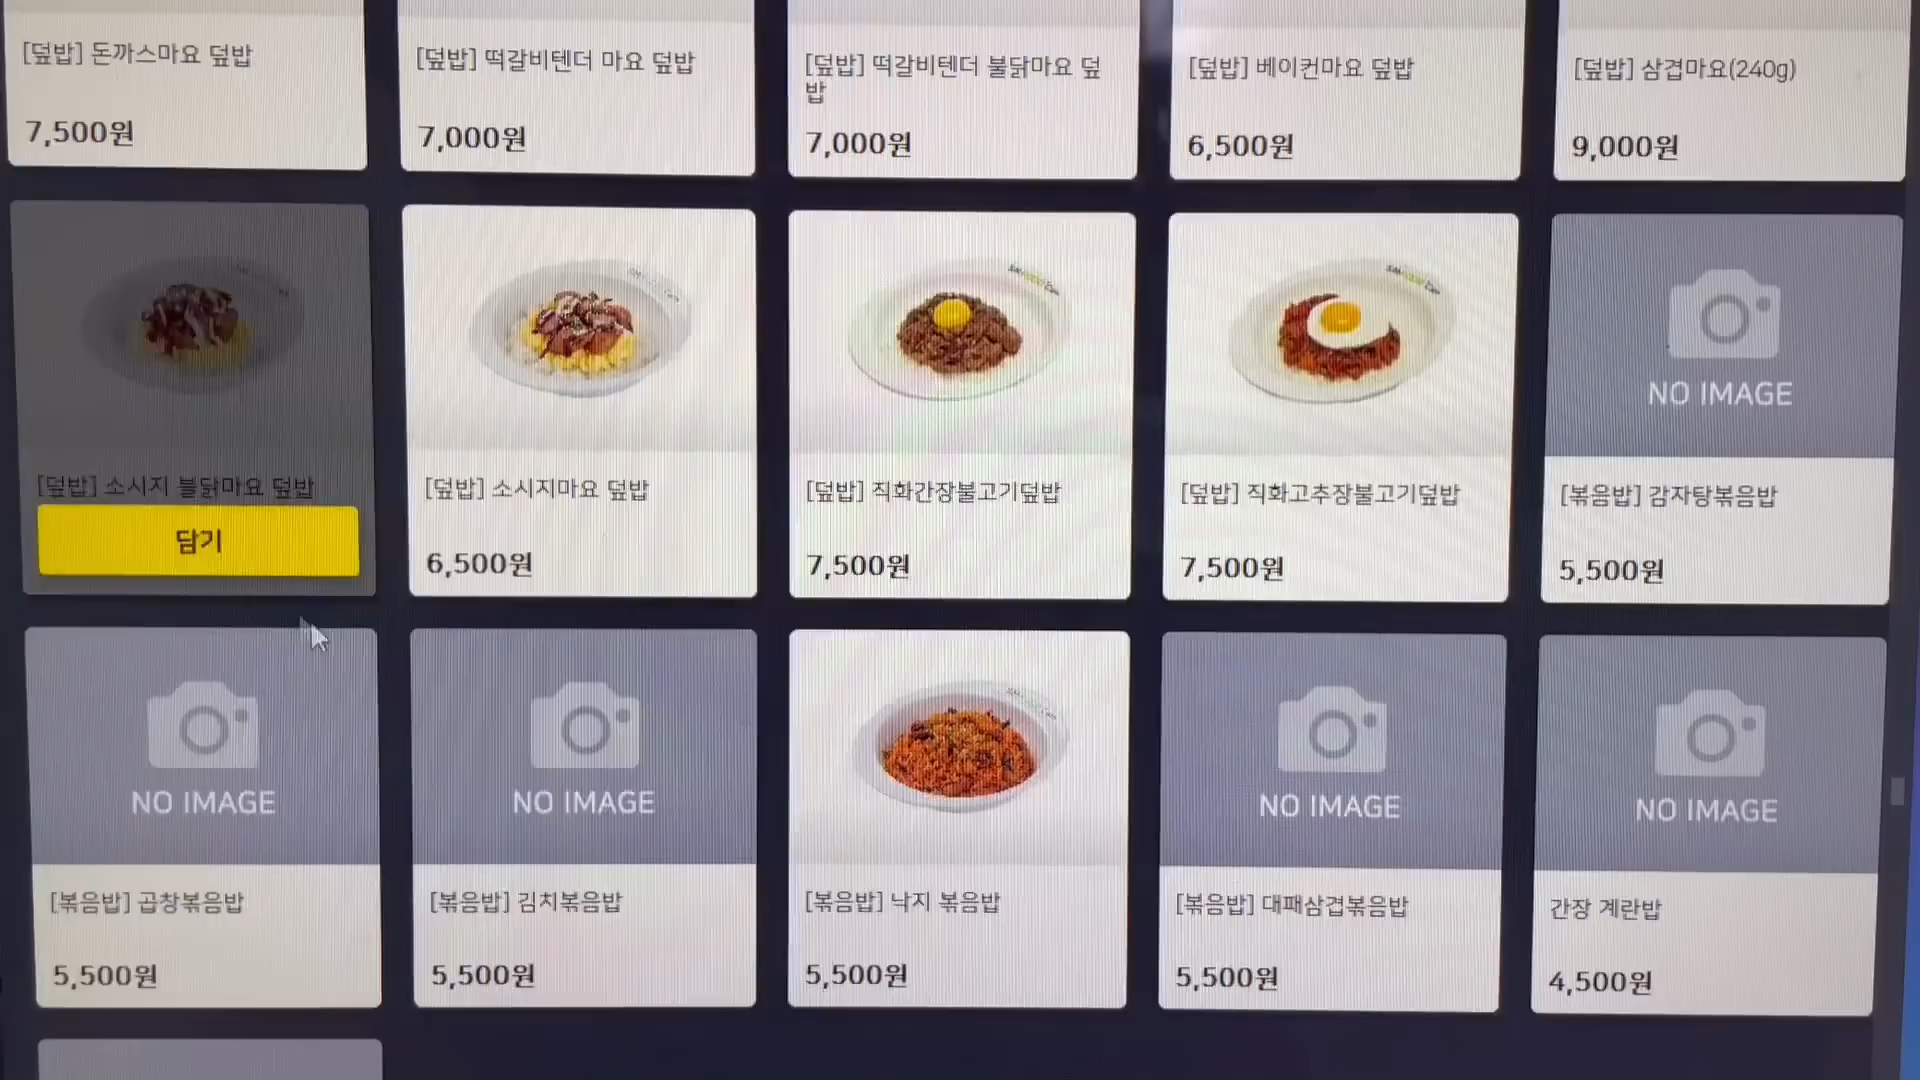 [덮밥] 돈까스마요 덮밥
7,500원
[덮밥] 떡갈비텐더 마요 덮밥
7,000원
[덮밥] 떡갈비텐더 불닭마요 덮
밥
7,000원
[덮밥] 베이컨마요 덮밥
6,500원
[덮밥] 삼겹마요(240g)
9,000원
[덮밥] 소시지 불닭마요 덮밥
담기
[덮밥] 소시지마요 덮밥
6,500원
[덮밥] 직화간장불고기덮밥
7,500원
[덮밥] 직화고추장불고기덮밥
7,500원
NO IMAGE
[볶음밥] 감자탕볶음밥
5,500원
NO IMAGE
[볶음밥] 곱창볶음밥
5,500원
NO IMAGE
[볶음밥] 김치볶음밥
5,500원
[볶음밥] 낙지 볶음밥
5,500원
NO IMAGE
[볶음밥] 대패삼겹볶음밥
5,500원
NO IMAGE
간장 계란밥
4,500원